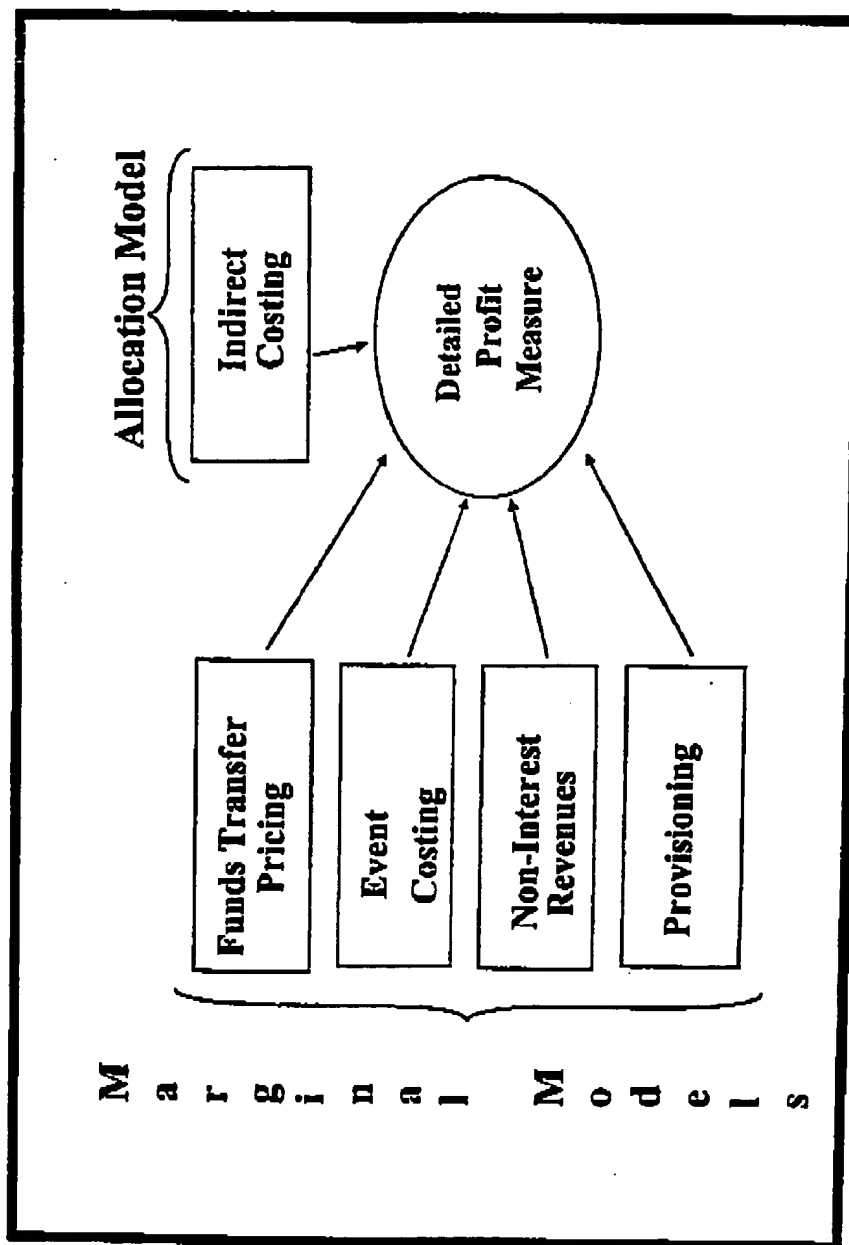 Allocation Model
Indirect
Costing
Detailed
Profit
Measure
Funds Transfer
Pricing
Event
Costing
Non-Interest
Revenues
Provisioning
Marginal Models